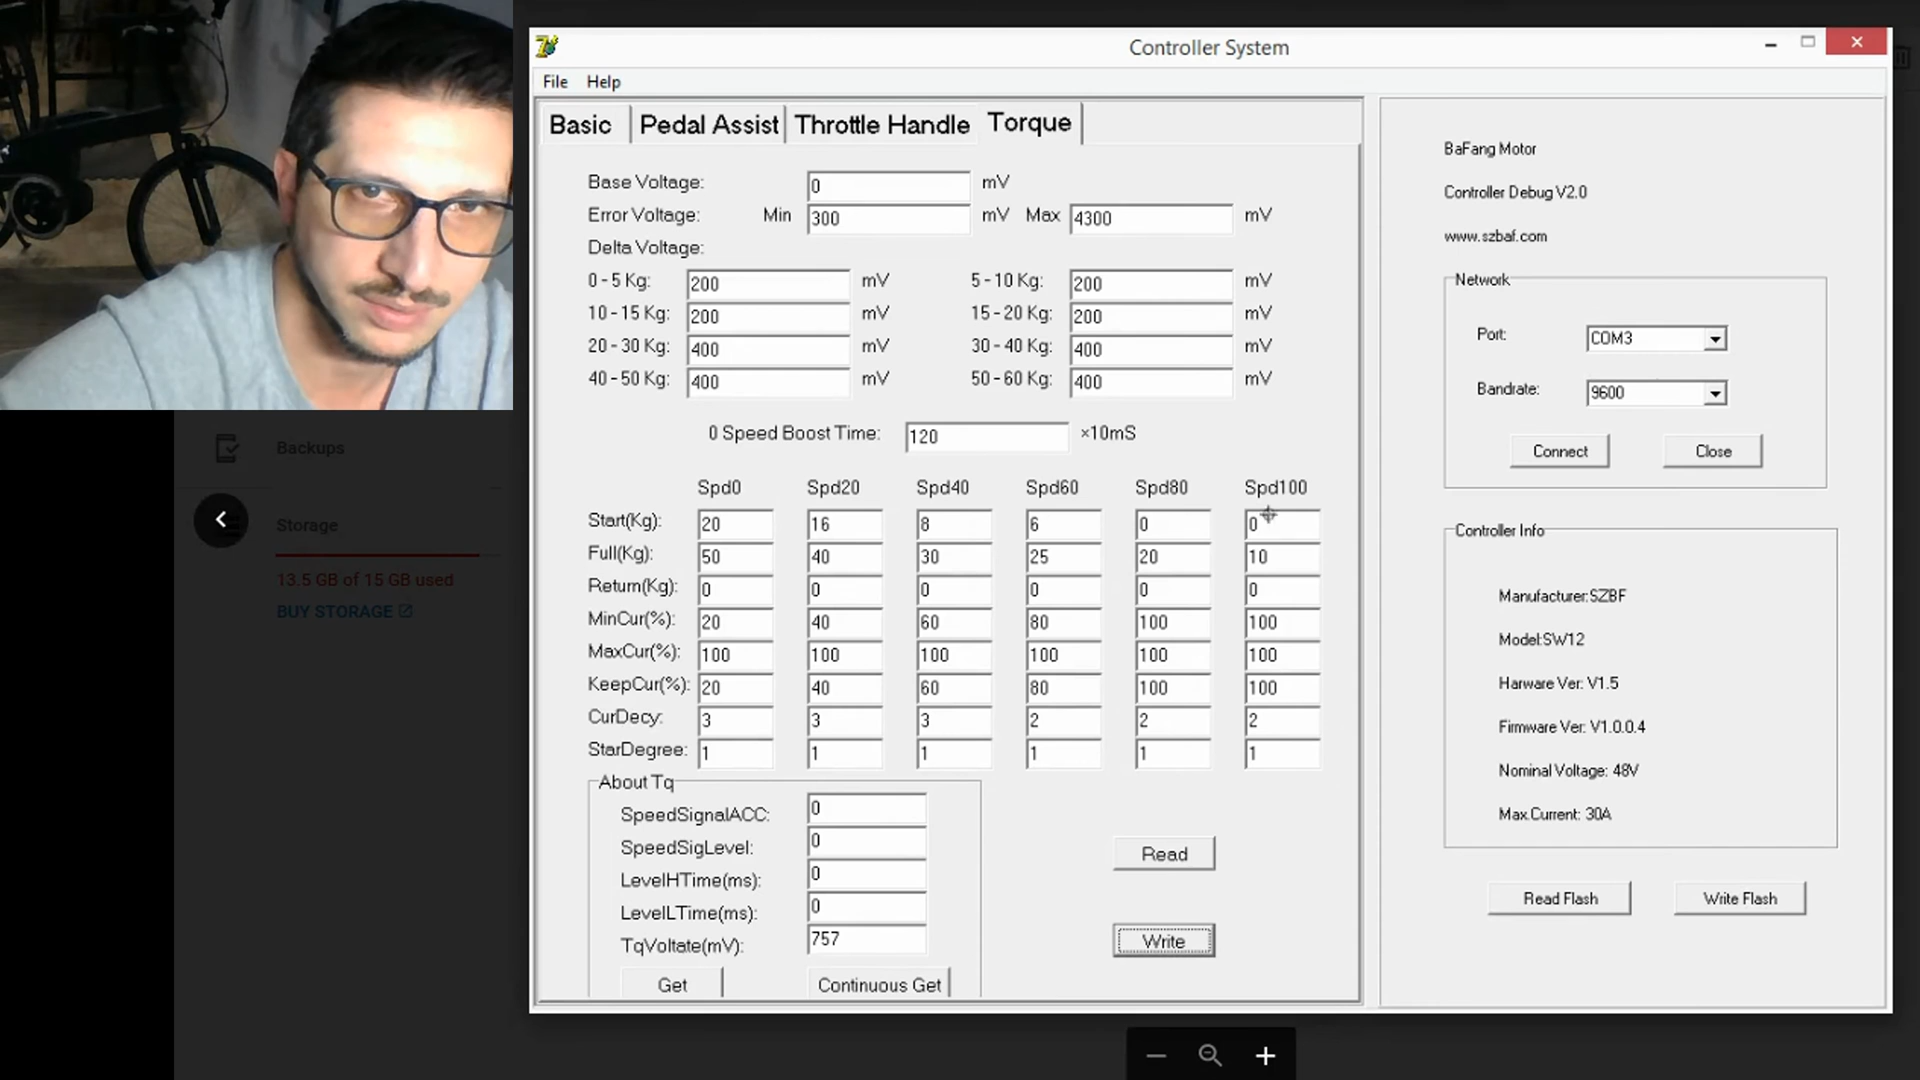 Controller System
File Help
Basic Pedal Assist Throttle Handle Torque
Base Voltage: 0 mV
Error Voltage: Min 300 mV Max 4300 mV
Delta Voltage:
0 - 5 Kg: 200 mV 5 - 10 Kg: 200 mV
10 - 15 Kg: 200 mV 15 - 20 Kg: 200 mV
20 - 30 Kg: 400 mV 30 - 40 Kg: 400 mV
40 - 50 Kg: 400 mV 50 - 60 Kg: 400 mV
0 Speed Boost Time: 120 ×10mS
Spd0 Spd20 Spd40 Spd60 Spd80 Spd100
Start(Kg): 20 16 8 6 0 0
Full(Kg): 50 40 30 25 20 10
Return(Kg): 0 0 0 0 0 0
MinCur(%): 20 40 60 80 100 100
MaxCur(%): 100 100 100 100 100 100
KeepCur(%): 20 40 60 80 100 100
CurDecy: 3 3 3 2 2 2
StarDegree: 1 1 1 1 1 1
About Tq
SpeedSignalACC: 0
SpeedSigLevel: 0
LevelHTime(ms): 0
LevelLTime(ms): 0
TqVoltate(mV): 757
Get Continuous Get
Read
Write
BaFang Motor
Controller Debug V2.0
www.szbaf.com
Network
Port: COM3
Bandrate: 9600
Connect Close
Controller Info
Manufacturer:SZBF
Model:SW12
Harware Ver: V1.5
Firmware Ver: V1.0.0.4
Nominal Voltage: 48V
Max.Current: 30A
Read Flash Write Flash
Backups
Storage
13.5 GB of 15 GB used
BUY STORAGE